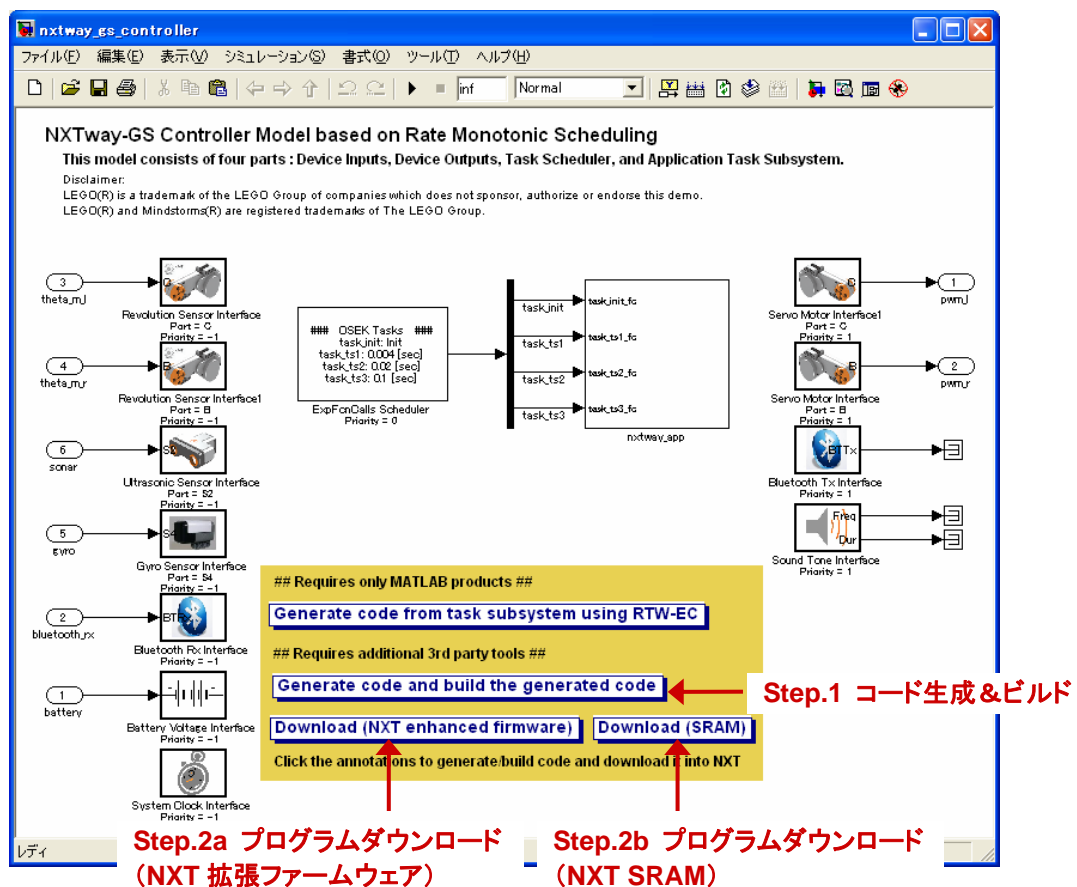 nxtway_gs_controller
ファイル(F) 編集(E) 表示(V) シミュレーション(S) 書式(O) ツール(T) ヘルプ(H)
inf
Normal
NXTway-GS Controller Model based on Rate Monotonic Scheduling
This model consists of four parts : Device Inputs, Device Outputs, Task Scheduler, and Application Task Subsystem.
Disclaimer:
LEGO(R) is a trademark of the LEGO Group of companies which does not sponsor, authorize or endorse this demo.
LEGO(R) and Mindstorms(R) are registered trademarks of The LEGO Group.
3
theta_m_l
C
Revolution Sensor Interface
Port = C
Priority = -1
4
theta_m_r
B
Revolution Sensor Interface1
Port = B
Priority = -1
6
sonar
S2
Ultrasonic Sensor Interface
Port = S2
Priority = -1
5
gyro
S4
Gyro Sensor Interface
Port = S4
Priority = -1
2
bluetooth_rx
BTRx
Bluetooth Rx Interface
Priority = -1
1
battery
Battery Voltage Interface
Priority = -1
System Clock Interface
Priority = -1
### OSEK Tasks ###
task_init: Init
task_ts1: 0.004 [sec]
task_ts2: 0.02 [sec]
task_ts3: 0.1 [sec]
ExpFcnCalls Scheduler
Priority = 0
task_init
task_ts1
task_ts2
task_ts3
task_init_fc
task_ts1_fc
task_ts2_fc
task_ts3_fc
nxtway_app
C
Servo Motor Interface1
Port = C
Priority = 1
1
pwm_l
B
Servo Motor Interface
Port = B
Priority = 1
2
pwm_r
BTTx
Bluetooth Tx Interface
Priority = 1
Freq
Dur
Sound Tone Interface
Priority = 1
## Requires only MATLAB products ##
Generate code from task subsystem using RTW-EC
## Requires additional 3rd party tools ##
Generate code and build the generated code
Download (NXT enhanced firmware)
Download (SRAM)
Click the annotations to generate/build code and download it into NXT
Step.1 コード生成&ビルド
Step.2a プログラムダウンロード
(NXT 拡張ファームウェア)
Step.2b プログラムダウンロード
(NXT SRAM)
レディ